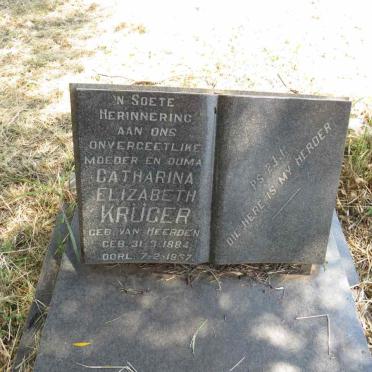 'N SOETE
HERINNERING
AAN ONS
ONVERGEETLIKE
MOEDER EN OUMA
CATHARINA
ELIZABETH
KRUGER
GEB. VAN HEERDEN
GEB. 31-3-1884
OORL. 7-2-1957.
PS 23:1
DIE HERE IS MY HERDER